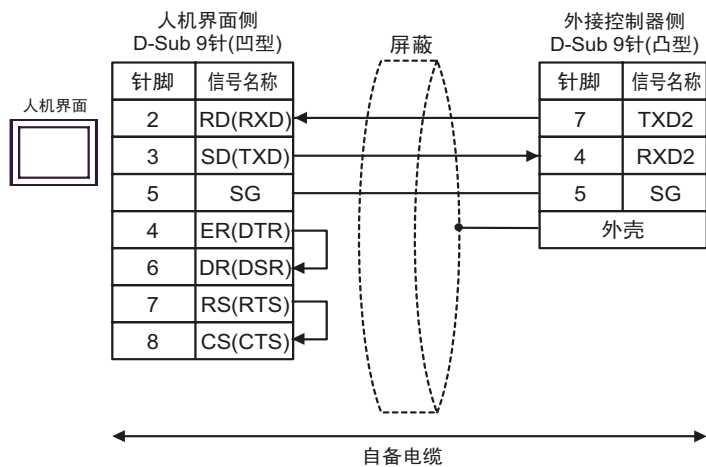 人机界面侧
D-Sub 9针(凹型)
屏蔽
外接控制器侧
D-Sub 9针(凸型)
人机界面
针脚 信号名称
2 RD(RXD)
3 SD(TXD)
5 SG
4 ER(DTR)
6 DR(DSR)
7 RS(RTS)
8 CS(CTS)
针脚 信号名称
7 TXD2
4 RXD2
5 SG
外壳
自备电缆